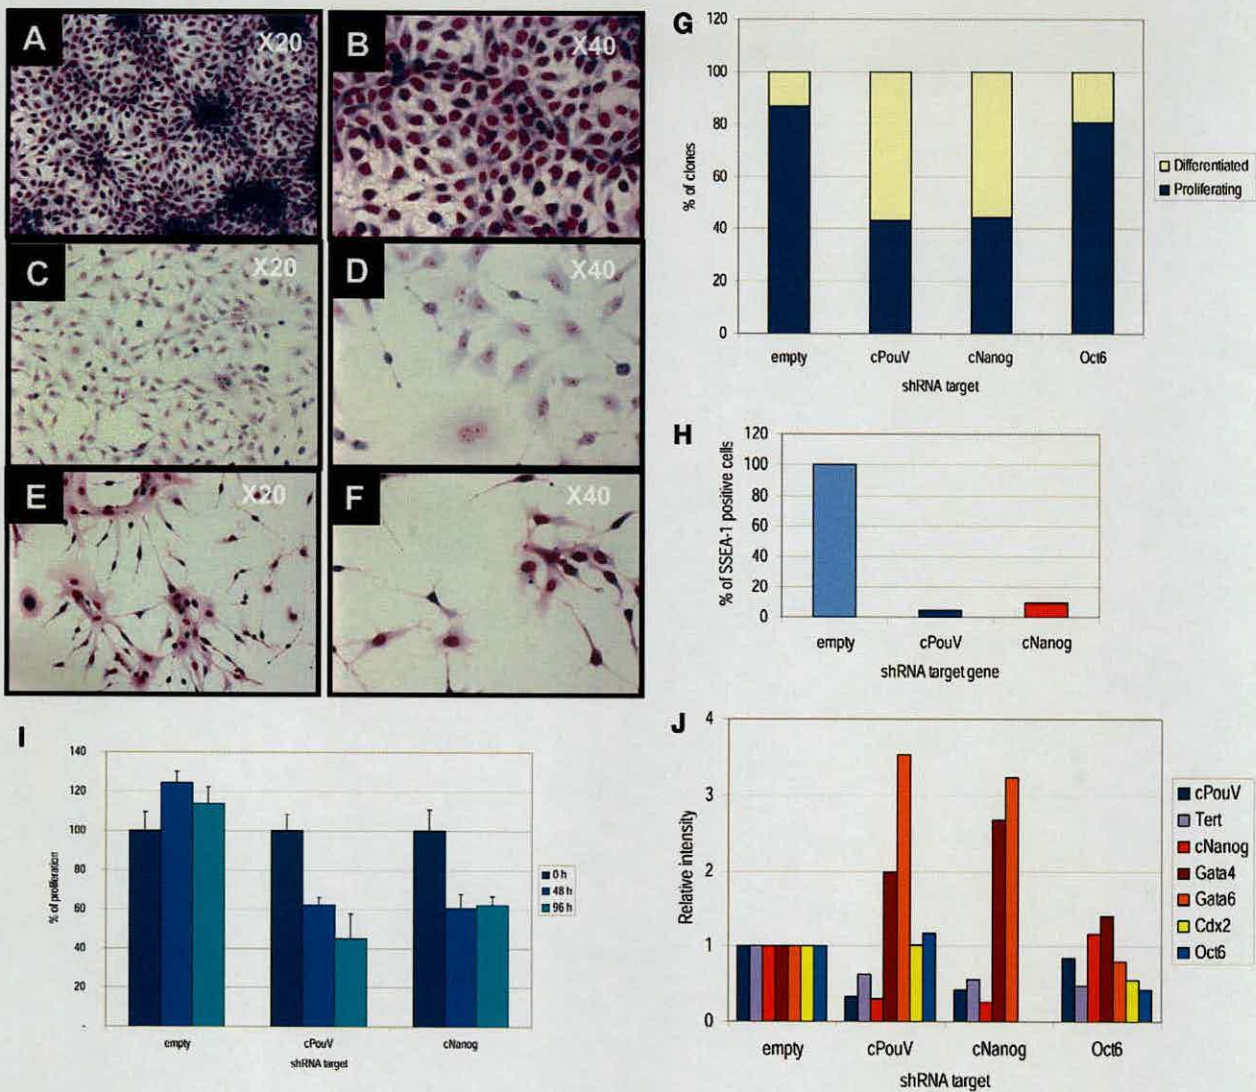 A
X20
B
X40
C
X20
D
X40
E
X20
F
X40
G
120
100
80
60
40
20
0
% of clones
empty
cPouV
cNanog
Oct6
shRNA target
Differentiated
Proliferating
H
120
100
80
60
40
20
0
% of SSEA-1 positive cells
empty
cPouV
cNanog
shRNA target gene
I
140
120
100
80
60
40
20
-
% of proliferation
empty
cPouV
cNanog
shRNA target
0 h
48 h
96 h
J
4
3
2
1
0
Relative intensity
empty
cPouV
cNanog
Oct6
shRNA target
cPouV
Tert
cNanog
Gata4
Gata6
Cdx2
Oct6